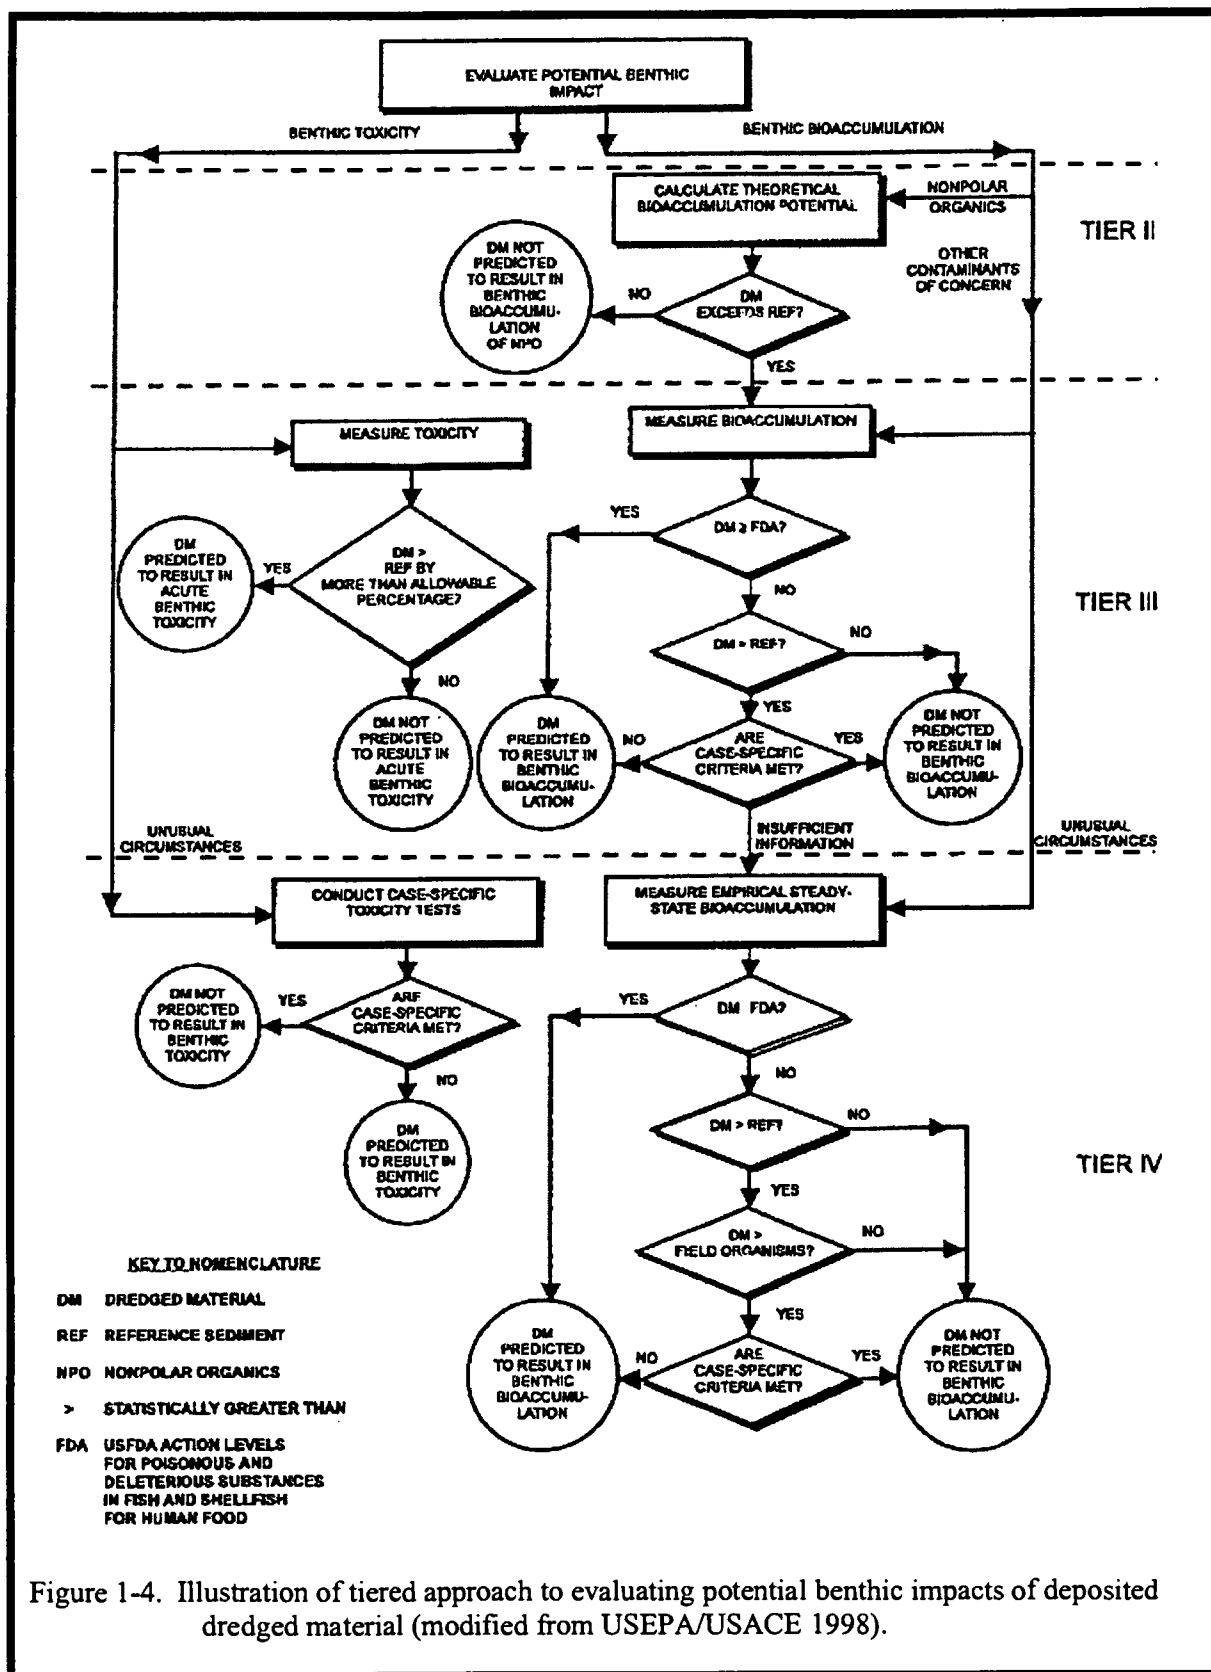 EVALUATE POTENTIAL BENTHIC
IMPACT
BENTHIC TOXICITY
BENTHIC BIOACCUMULATION
CALCULATE THEORETICAL
BIOACCUMULATION POTENTIAL
NONPOLAR
ORGANICS
TIER II
OTHER
CONTAMINANTS
OF CONCERN
DM NOT
PREDICTED
TO RESULT IN
BENTHIC
BIOACCUMU-
LATION
OF NPO
NO
DM
EXCEEDS REF?
YES
MEASURE TOXICITY
MEASURE BIOACCUMULATION
YES
DM ≥ FDA?
DM
PREDICTED
TO RESULT IN
ACUTE
BENTHIC
TOXICITY
YES
DM >
REF BY
MORE THAN ALLOWABLE
PERCENTAGE?
NO
TIER III
DM > REF?
NO
NO
YES
DM NOT
PREDICTED
TO RESULT IN
ACUTE
BENTHIC
TOXICITY
DM
PREDICTED
TO RESULT IN
BENTHIC
BIOACCUMU-
LATION
NO
ARE
CASE-SPECIFIC
CRITERIA MET?
YES
DM NOT
PREDICTED
TO RESULT IN
BENTHIC
BIOACCUMU-
LATION
UNUSUAL
CIRCUMSTANCES
INSUFFICIENT
INFORMATION
UNUSUAL
CIRCUMSTANCES
CONDUCT CASE-SPECIFIC
TOXICITY TESTS
MEASURE EMPIRICAL STEADY-
STATE BIOACCUMULATION
DM NOT
PREDICTED
TO RESULT IN
BENTHIC
TOXICITY
YES
ARE
CASE-SPECIFIC
CRITERIA MET?
YES
DM FDA?
NO
NO
DM
PREDICTED
TO RESULT IN
BENTHIC
TOXICITY
DM > REF?
NO
TIER IV
YES
DM >
FIELD ORGANISMS?
NO
YES
DM
PREDICTED
TO RESULT IN
BENTHIC
BIOACCUMU-
LATION
NO
ARE
CASE-SPECIFIC
CRITERIA MET?
YES
DM NOT
PREDICTED
TO RESULT IN
BENTHIC
BIOACCUMU-
LATION
KEY TO NOMENCLATURE
DM DREDGED MATERIAL
REF REFERENCE SEDIMENT
NPO NONPOLAR ORGANICS
> STATISTICALLY GREATER THAN
FDA USFDA ACTION LEVELS
FOR POISONOUS AND
DELETERIOUS SUBSTANCES
IN FISH AND SHELLFISH
FOR HUMAN FOOD
Figure 1-4. Illustration of tiered approach to evaluating potential benthic impacts of deposited
dredged material (modified from USEPA/USACE 1998).